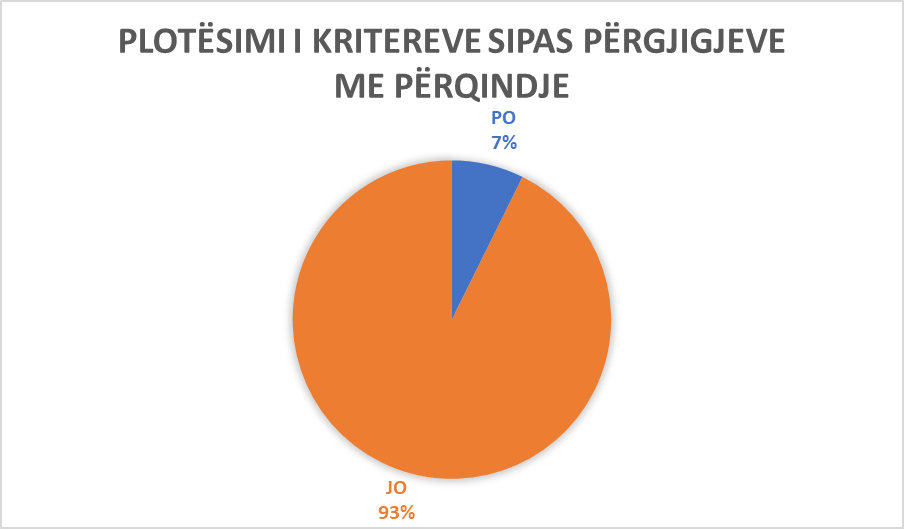 PLOTËSIMI I KRITEREVE SIPAS PËRGJIGJEVE
ME PËRQINDJE
PO
7%
JO
93%